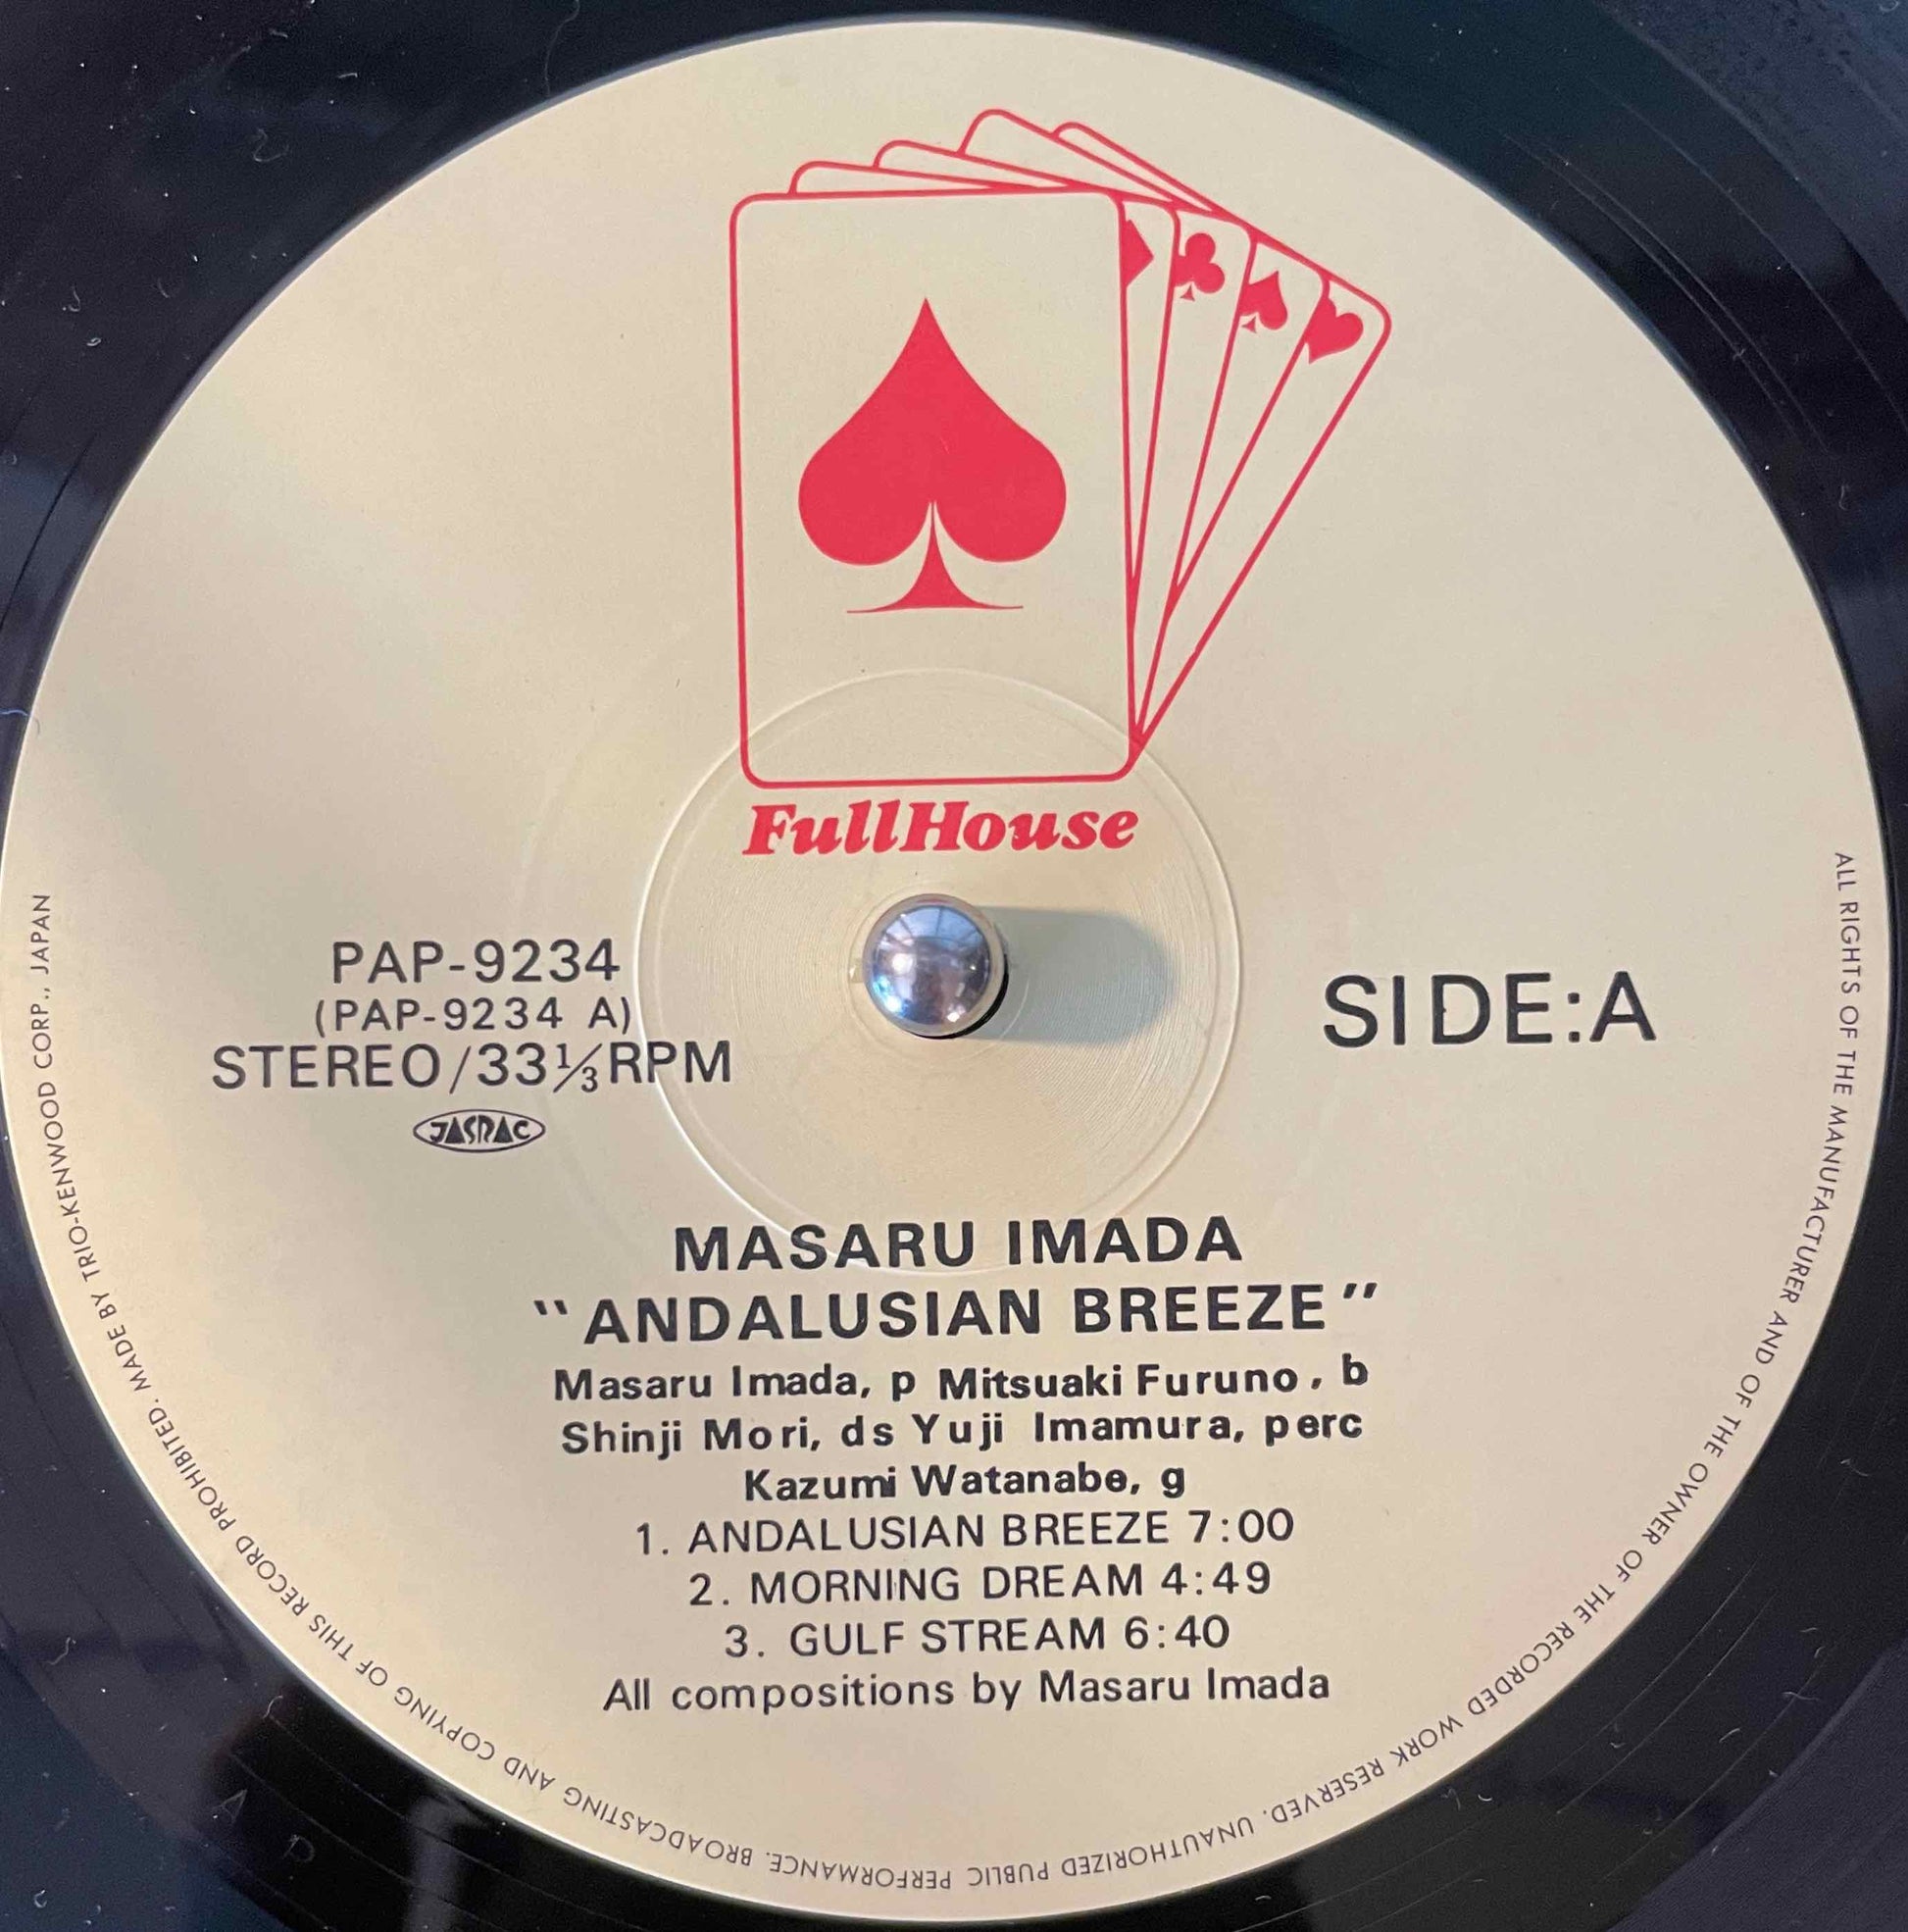 FullHouse
PAP-9234
(PAP-9234 A)
STEREO/33⅓RPM
JASRAC
SIDE:A
MASARU IMADA
"ANDALUSIAN BREEZE"
Masaru Imada, p Mitsuaki Furuno, b
Shinji Mori, ds Yuji Imamura, perc
Kazumi Watanabe, g
1. ANDALUSIAN BREEZE 7:00
2. MORNING DREAM 4:49
3. GULF STREAM 6:40
All compositions by Masaru Imada
ALL RIGHTS OF THE MANUFACTURER AND OF THE OWNER OF THE RECORDED WORK RESERVED. UNAUTHORIZED PUBLIC PERFORMANCE. BROADCASTING AND COPYING OF THIS RECORD PROHIBITED. MADE BY TRIO-KENWOOD CORP., JAPAN